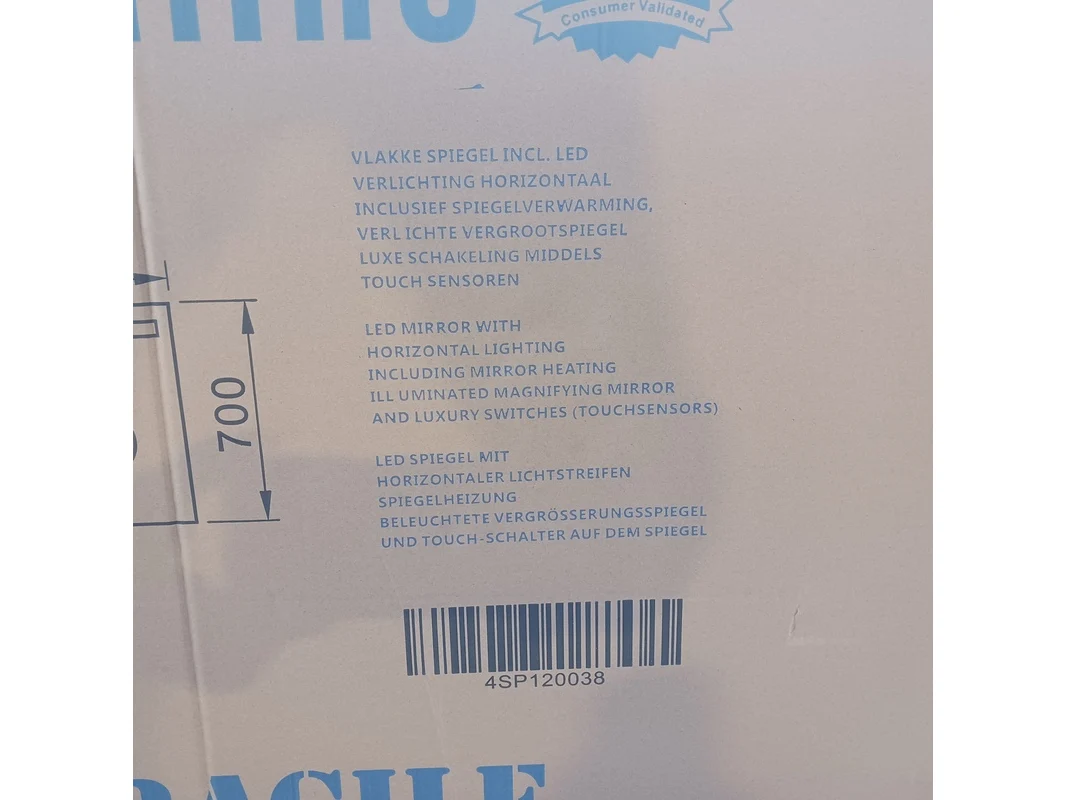 Consumer Validated
VLAKKE SPIEGEL INCL. LED
VERLICHTING HORIZONTAAL
INCLUSIEF SPIEGELVERWARMING,
VERL ICHTE VERGROOTSPIEGEL
LUXE SCHAKELING MIDDELS
TOUCH SENSOREN
700
LED MIRROR WITH
HORIZONTAL LIGHTING
INCLUDING MIRROR HEATING
ILL UMINATED MAGNIFYING MIRROR
AND LUXURY SWITCHES (TOUCHSENSORS)
LED SPIEGEL MIT
HORIZONTALER LICHTSTREIFEN
SPIEGELHEIZUNG
BELEUCHTETE VERGRÖSSERUNGSSPIEGEL
UND TOUCH-SCHALTER AUF DEM SPIEGEL
4SP120038